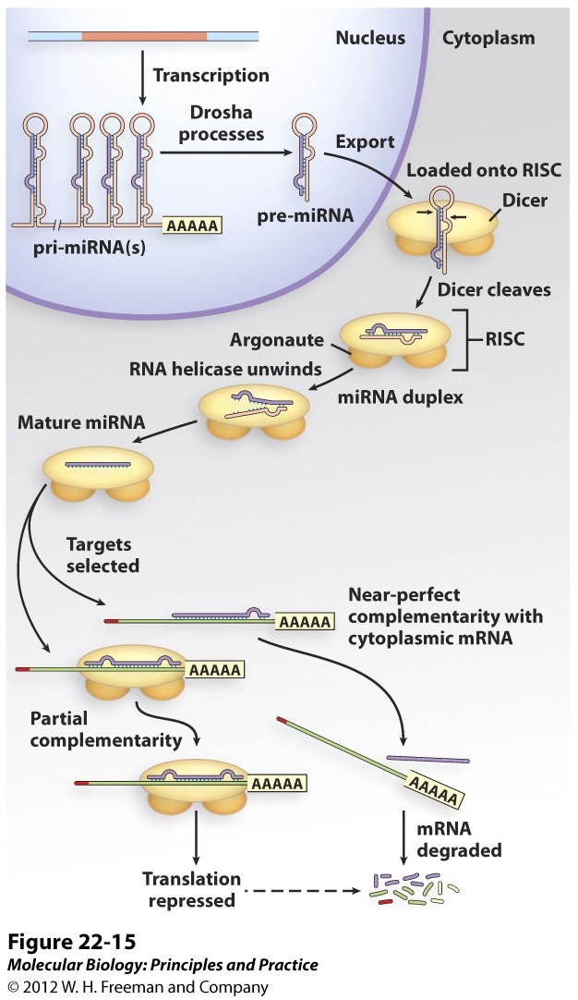 Nucleus
Cytoplasm
Transcription
Drosha
processes
Export
Loaded onto RISC
Dicer
pre-miRNA
AAAAA
pri-miRNA(s)
Dicer cleaves
Argonaute
RISC
RNA helicase unwinds
miRNA duplex
Mature miRNA
Targets
selected
Near-perfect
complementarity with
cytoplasmic mRNA
AAAAA
AAAAA
Partial
complementarity
AAAAA
AAAAA
mRNA
degraded
Translation
repressed
Figure 22-15
Molecular Biology: Principles and Practice
© 2012 W. H. Freeman and Company